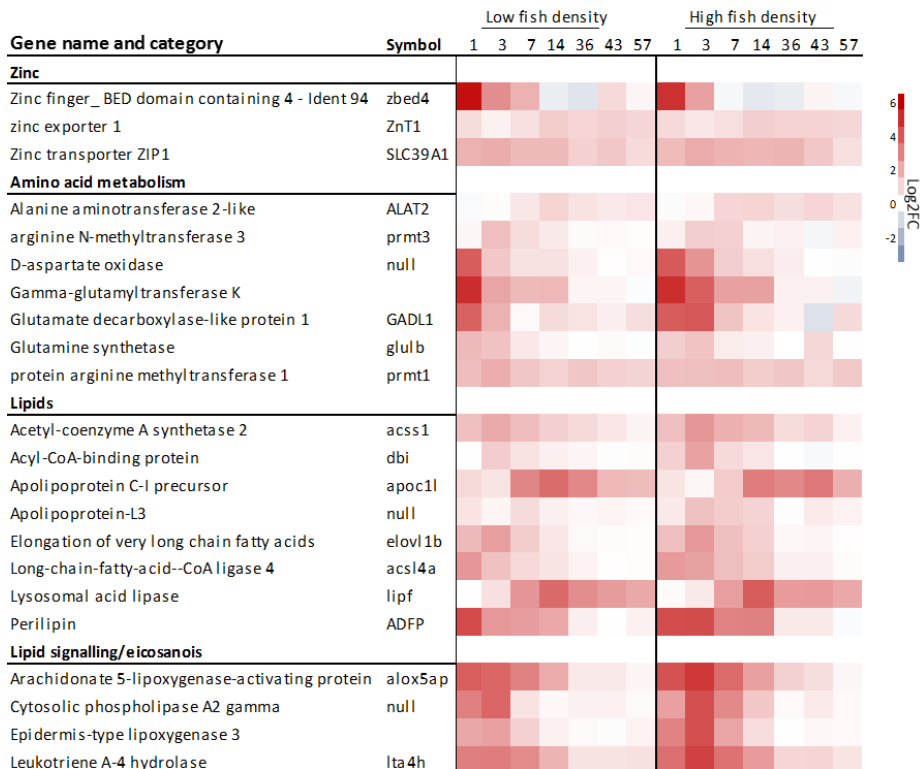 Low fish density High fish density
Gene name and category Symbol 1 3 7 14 36 43 57 1 3 7 14 36 43 57
Zinc
Zinc finger_ BED domain containing 4 - Ident 94 zbed4
zinc exporter 1 ZnT1
Zinc transporter ZIP1 SLC39A1
Amino acid metabolism
Alanine aminotransferase 2-like ALAT2
arginine N-methyltransferase 3 prmt3
D-aspartate oxidase null
Gamma-glutamyltransferase K
Glutamate decarboxylase-like protein 1 GADL1
Glutamine synthetase glulb
protein arginine methyltransferase 1 prmt1
Lipids
Acetyl-coenzyme A synthetase 2 acss1
Acyl-CoA-binding protein dbi
Apolipoprotein C-I precursor apoc1l
Apolipoprotein-L3 null
Elongation of very long chain fatty acids elovl1b
Long-chain-fatty-acid--CoA ligase 4 acsl4a
Lysosomal acid lipase lipf
Perilipin ADFP
Lipid signalling/eicosanois
Arachidonate 5-lipoxygenase-activating protein alox5ap
Cytosolic phospholipase A2 gamma null
Epidermis-type lipoxygenase 3
Leukotriene A-4 hydrolase lta4h
6
4
2
0
-2
Log2FC